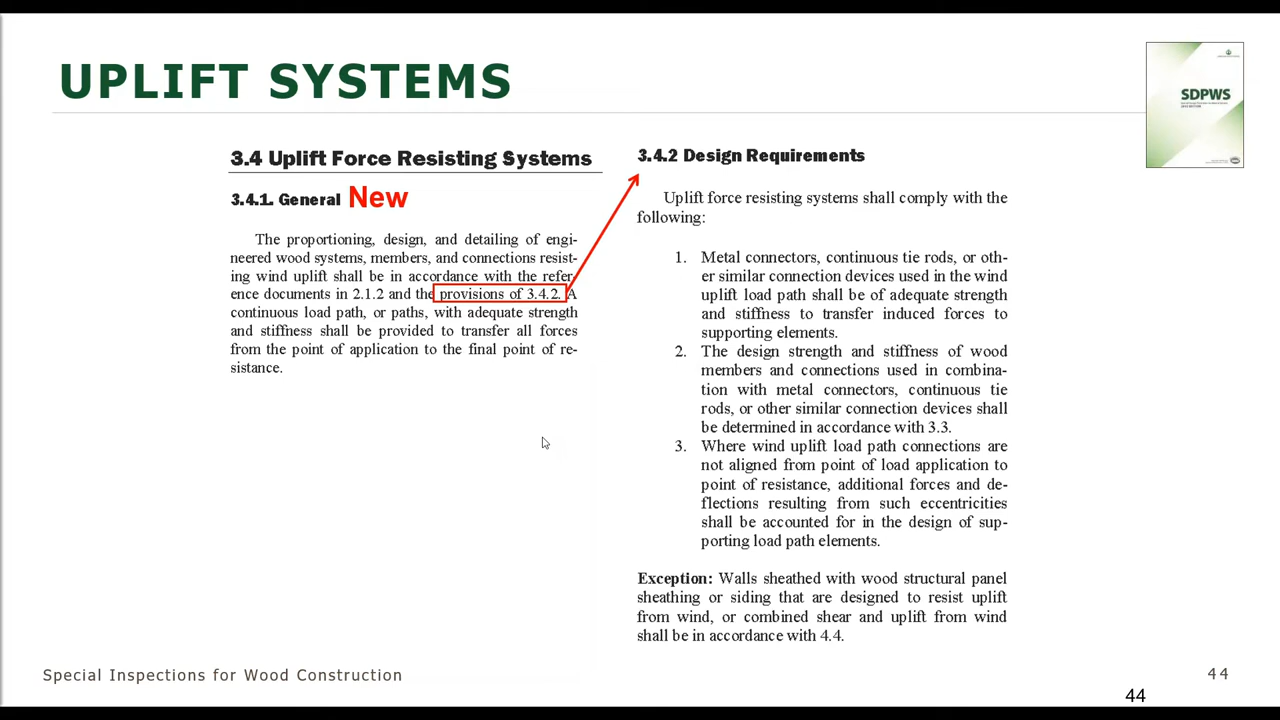 UPLIFT SYSTEMS
SDPWS
3.4 Uplift Force Resisting Systems
3.4.1. General New
The proportioning, design, and detailing of engi-
neered wood systems, members, and connections resist-
ing wind uplift shall be in accordance with the refer-
ence documents in 2.1.2 and the provisions of 3.4.2. A
continuous load path, or paths, with adequate strength
and stiffness shall be provided to transfer all forces
from the point of application to the final point of re-
sistance.
3.4.2 Design Requirements
Uplift force resisting systems shall comply with the
following:
1. Metal connectors, continuous tie rods, or oth-
er similar connection devices used in the wind
uplift load path shall be of adequate strength
and stiffness to transfer induced forces to
supporting elements.
2. The design strength and stiffness of wood
members and connections used in combina-
tion with metal connectors, continuous tie
rods, or other similar connection devices shall
be determined in accordance with 3.3.
3. Where wind uplift load path connections are
not aligned from point of load application to
point of resistance, additional forces and de-
flections resulting from such eccentricities
shall be accounted for in the design of sup-
porting load path elements.
Exception: Walls sheathed with wood structural panel
sheathing or siding that are designed to resist uplift
from wind, or combined shear and uplift from wind
shall be in accordance with 4.4.
Special Inspections for Wood Construction
44
44